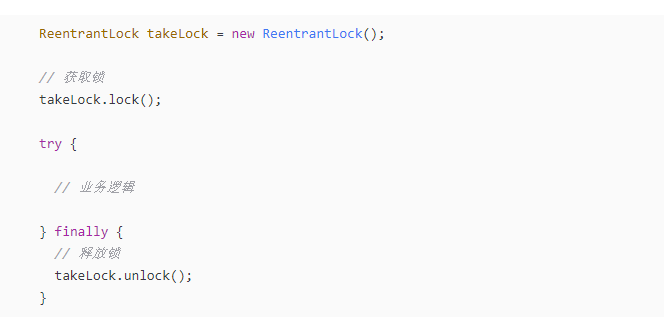 ReentrantLock takeLock = new ReentrantLock();
// 获取锁
takeLock.lock();
try {
// 业务逻辑
} finally {
// 释放锁
takeLock.unlock();
}